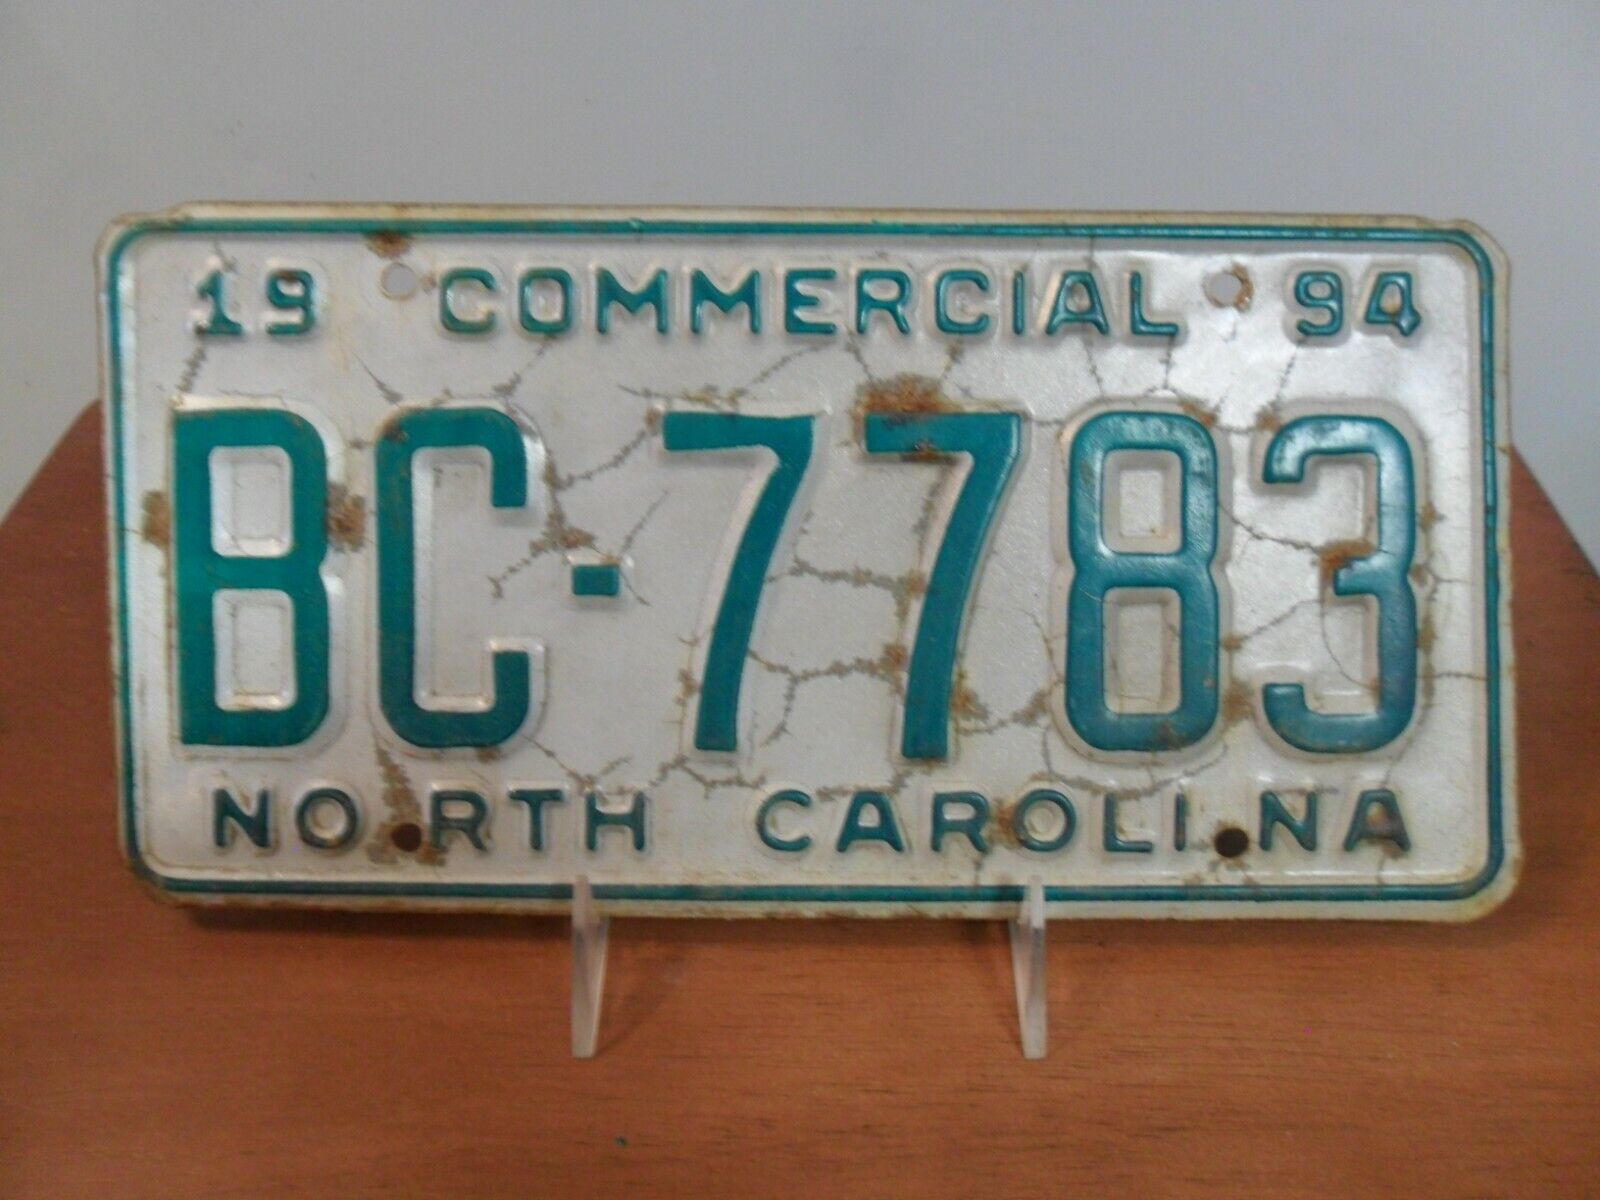 19 COMMERCIAL 94
BC-7783
NORTH CAROLINA